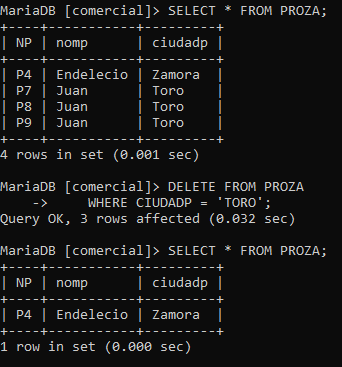 MariaDB [comercial]> SELECT * FROM PROZA;
+----+-----------+---------+
| NP | nomp      | ciudadp |
+----+-----------+---------+
| P4 | Endelecio | Zamora  |
| P7 | Juan      | Toro    |
| P8 | Juan      | Toro    |
| P9 | Juan      | Toro    |
+----+-----------+---------+
4 rows in set (0.001 sec)

MariaDB [comercial]> DELETE FROM PROZA
    ->     WHERE CIUDADP = 'TORO';
Query OK, 3 rows affected (0.032 sec)

MariaDB [comercial]> SELECT * FROM PROZA;
+----+-----------+---------+
| NP | nomp      | ciudadp |
+----+-----------+---------+
| P4 | Endelecio | Zamora  |
+----+-----------+---------+
1 row in set (0.000 sec)